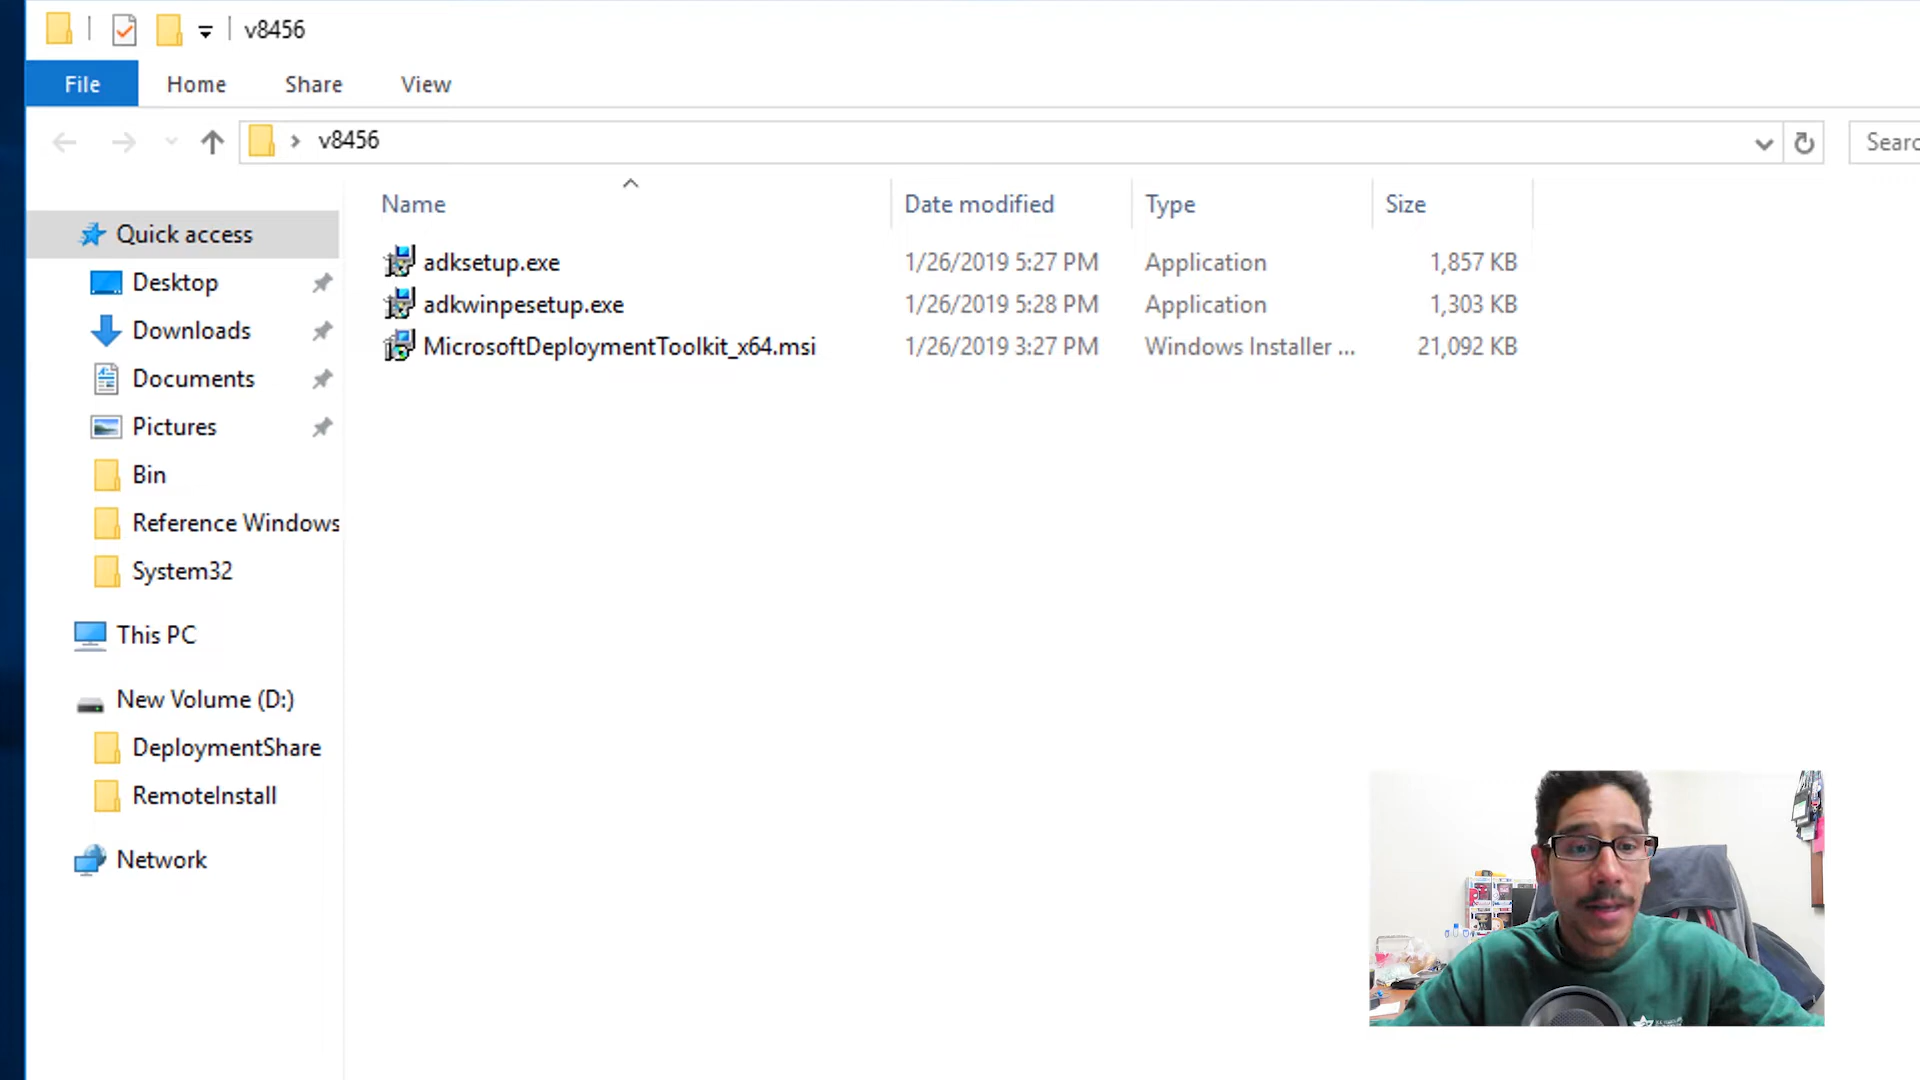 v8456
File Home Share View
v8456 Searc
Name Date modified Type Size
Quick access
adksetup.exe 1/26/2019 5:27 PM Application 1,857 KB
Desktop
adkwinpesetup.exe 1/26/2019 5:28 PM Application 1,303 KB
Downloads
MicrosoftDeploymentToolkit_x64.msi 1/26/2019 3:27 PM Windows Installer ... 21,092 KB
Documents
Pictures
Bin
Reference Windows
System32
This PC
New Volume (D:)
DeploymentShare
RemoteInstall
Network